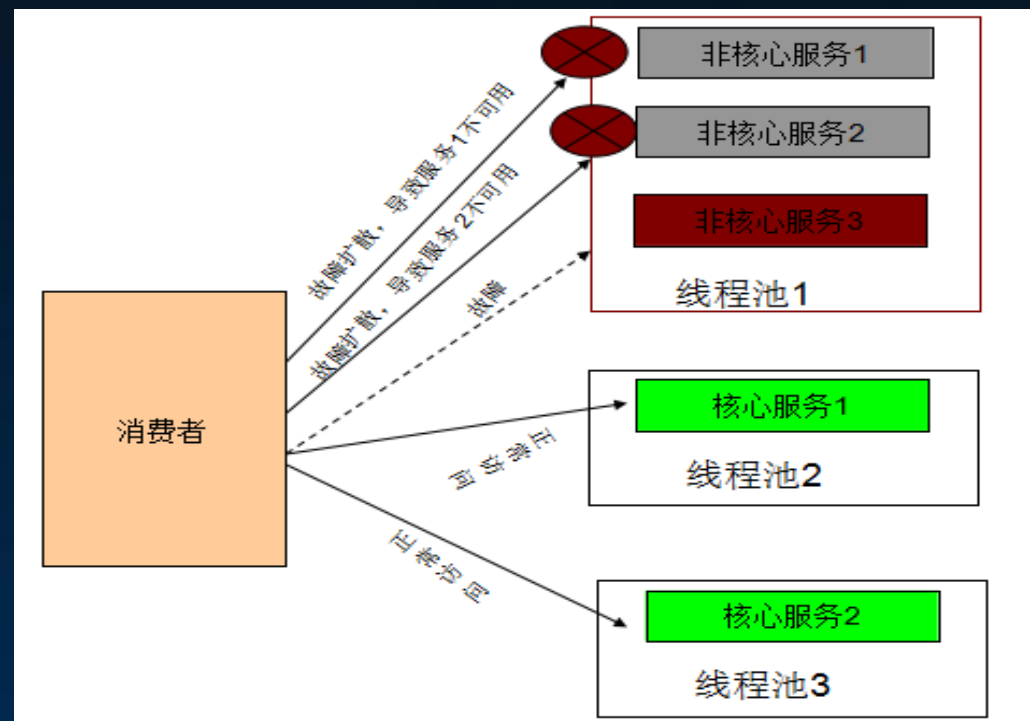 非核心服务1
非核心服务2
非核心服务3
线程池1
故障扩散，导致服务1不可用
故障扩散，导致服务2不可用
故障
消费者
正常访问
核心服务1
线程池2
正常访问
核心服务2
线程池3